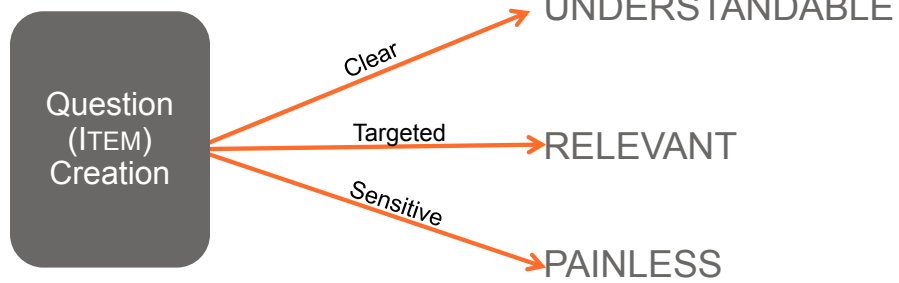 Question
(ITEM)
Creation
Clear
UNDERSTANDABLE
Targeted
RELEVANT
Sensitive
PAINLESS